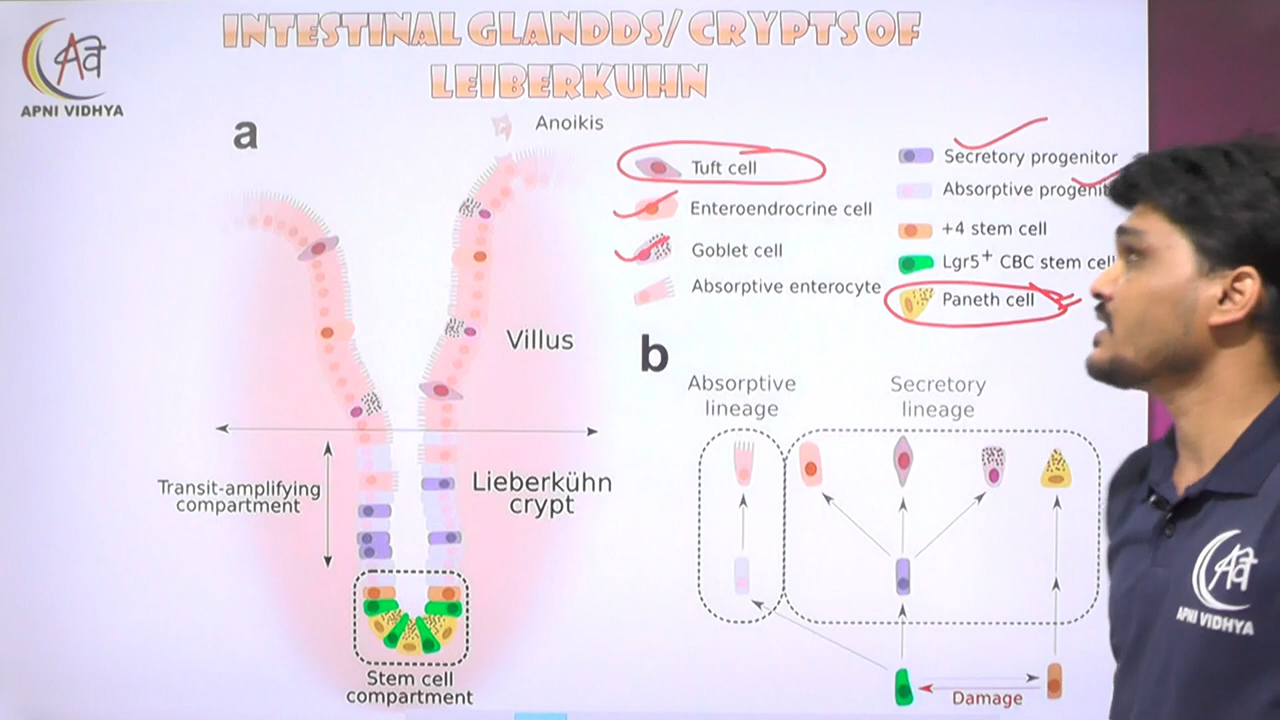 INTESTINAL GLANDDS/ CRYPTS OF
LEIBERKUHN
Aव
APNI VIDHYA
a
Anoikis
Tuft cell
Enteroendrocrine cell
Goblet cell
Absorptive enterocyte
Secretory progenitor
Absorptive progenit
+4 stem cell
Lgr5+ CBC stem cell
Paneth cell
Villus
Transit-amplifying
compartment
Lieberkühn
crypt
Stem cell
compartment
b
Absorptive
lineage
Secretory
lineage
Damage
Aव
APNI VIDHYA